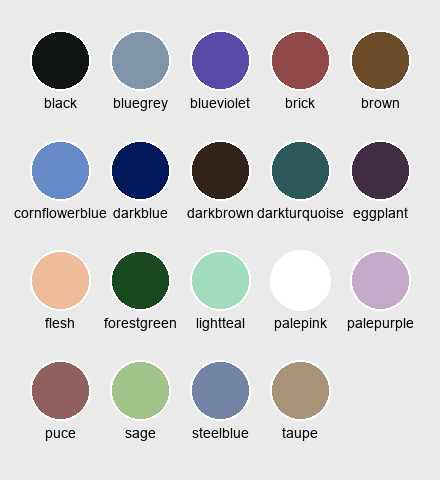 black bluegrey blueviolet brick brown
cornflowerblue darkblue darkbrown darkturquoise eggplant
flesh forestgreen lightteal palepink palepurple
puce sage steelblue taupe